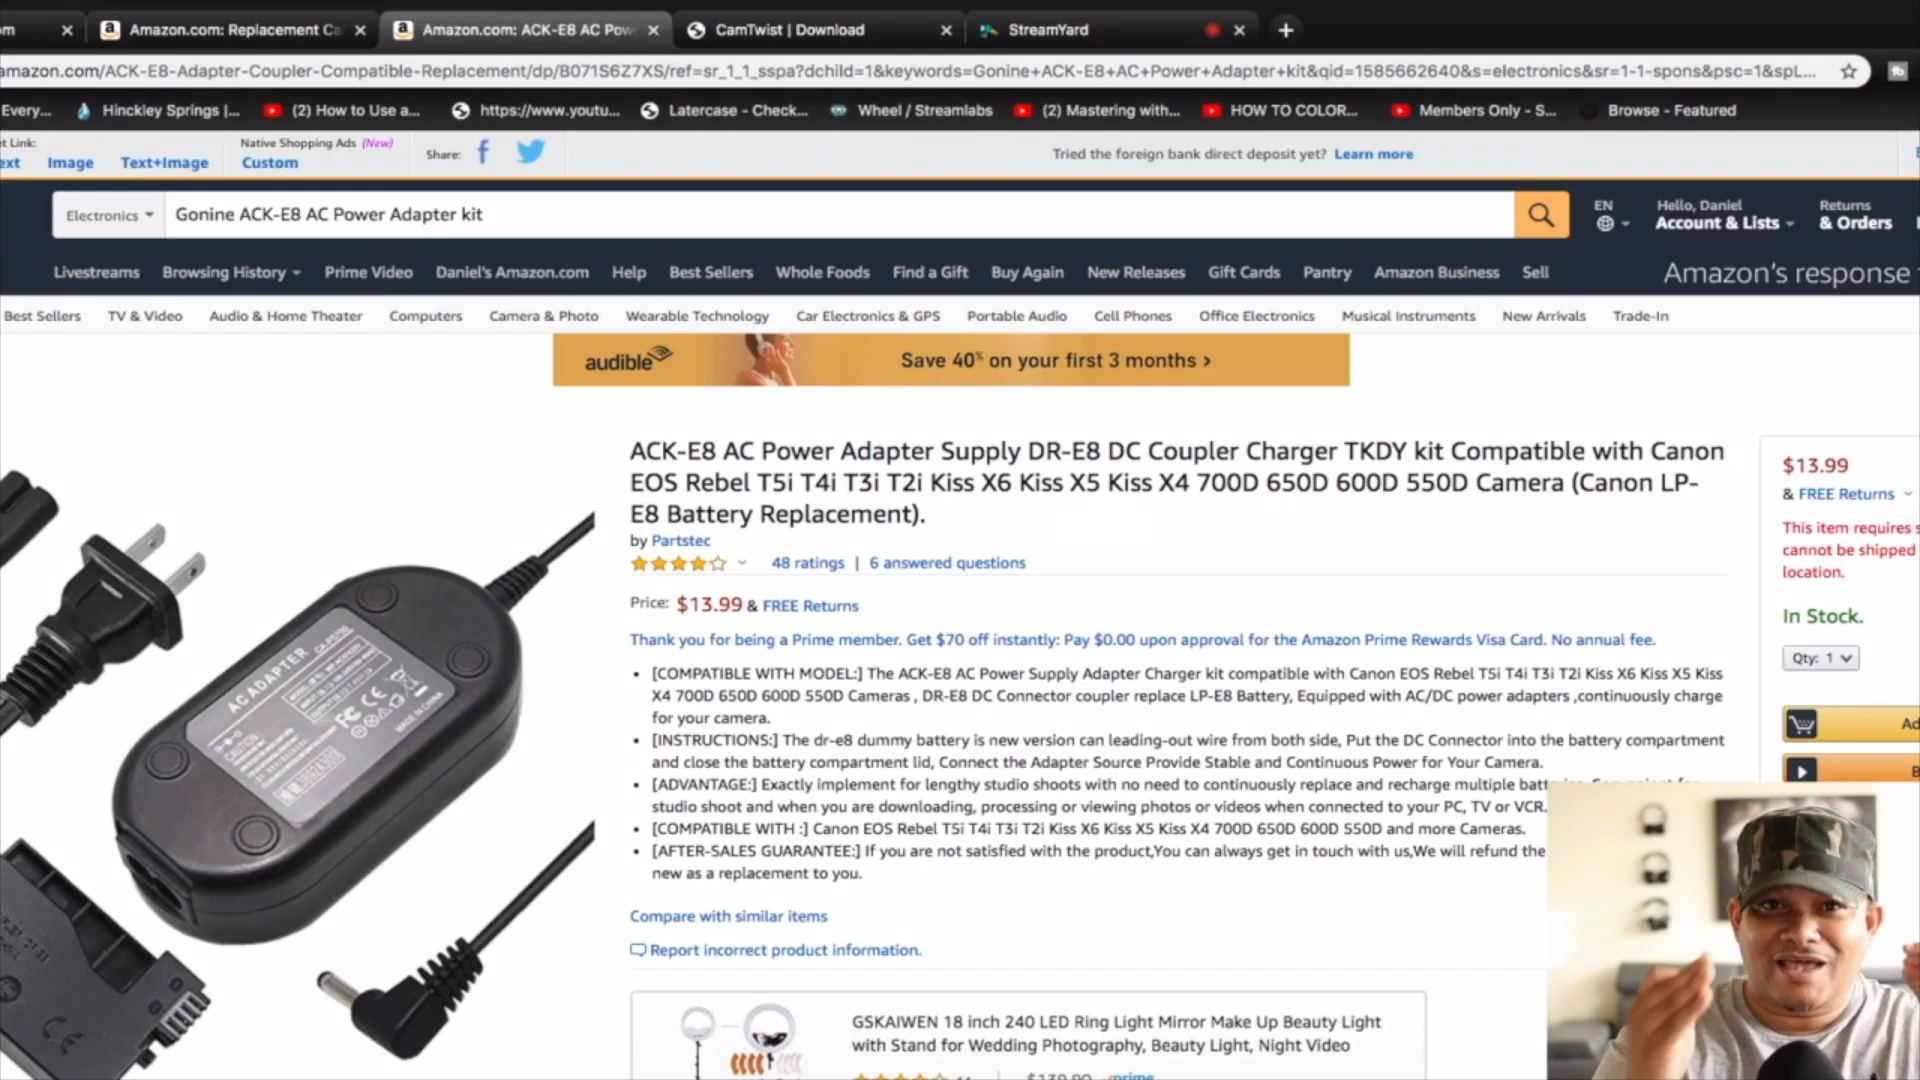 om
Amazon.com: Replacement Ca
Amazon.com: ACK-E8 AC Pow
CamTwist | Download
StreamYard
amazon.com/ACK-E8-Adapter-Coupler-Compatible-Replacement/dp/B071S6Z7XS/ref=sr_1_1_sspa?dchild=1&keywords=Gonine+ACK-E8+AC+Power+Adapter+kit&qid=1585662640&s=electronics&sr=1-1-spons&psc=1&spL...
Every...
Hinckley Springs |...
(2) How to Use a...
https://www.youtu...
Latercase - Check...
Wheel / Streamlabs
(2) Mastering with...
HOW TO COLOR...
Members Only - S...
Browse - Featured
t Link:
ext
Image
Text+Image
Native Shopping Ads (New)
Custom
Share:
Tried the foreign bank direct deposit yet? Learn more
Electronics
Gonine ACK-E8 AC Power Adapter kit
EN
Hello, Daniel
Account & Lists
Returns
& Orders
Livestreams
Browsing History
Prime Video
Daniel's Amazon.com
Help
Best Sellers
Whole Foods
Find a Gift
Buy Again
New Releases
Gift Cards
Pantry
Amazon Business
Sell
Amazon's response
Best Sellers
TV & Video
Audio & Home Theater
Computers
Camera & Photo
Wearable Technology
Car Electronics & GPS
Portable Audio
Cell Phones
Office Electronics
Musical Instruments
New Arrivals
Trade-In
audible
Save 40% on your first 3 months >
ACK-E8 AC Power Adapter Supply DR-E8 DC Coupler Charger TKDY kit Compatible with Canon
EOS Rebel T5i T4i T3i T2i Kiss X6 Kiss X5 Kiss X4 700D 650D 600D 550D Camera (Canon LP-
E8 Battery Replacement).
by Partstec
48 ratings | 6 answered questions
Price: $13.99 & FREE Returns
Thank you for being a Prime member. Get $70 off instantly: Pay $0.00 upon approval for the Amazon Prime Rewards Visa Card. No annual fee.
[COMPATIBLE WITH MODEL:] The ACK-E8 AC Power Supply Adapter Charger kit compatible with Canon EOS Rebel T5i T4i T3i T2i Kiss X6 Kiss X5 Kiss
X4 700D 650D 600D 550D Cameras , DR-E8 DC Connector coupler replace LP-E8 Battery, Equipped with AC/DC power adapters ,continuously charge
for your camera.
[INSTRUCTIONS:] The dr-e8 dummy battery is new version can leading-out wire from both side, Put the DC Connector into the battery compartment
and close the battery compartment lid, Connect the Adapter Source Provide Stable and Continuous Power for Your Camera.
[ADVANTAGE:] Exactly implement for lengthy studio shoots with no need to continuously replace and recharge multiple
studio shoot and when you are downloading, processing or viewing photos or videos when connected to your PC, TV or VCR.
[COMPATIBLE WITH :] Canon EOS Rebel T5i T4i T3i T2i Kiss X6 Kiss X5 Kiss X4 700D 650D 600D 550D and more Cameras.
[AFTER-SALES GUARANTEE:] If you are not satisfied with the product,You can always get in touch with us,We will refund the
new as a replacement to you.
Compare with similar items
Report incorrect product information.
GSKAIWEN 18 inch 240 LED Ring Light Mirror Make Up Beauty Light
with Stand for Wedding Photography, Beauty Light, Night Video
$139.90 prime
$13.99
& FREE Returns
This item requires s
cannot be shipped
location.
In Stock.
Qty: 1
Ad
B
AC ADAPTER
CAUTION:
FC CE
MADE IN CHINA
CE